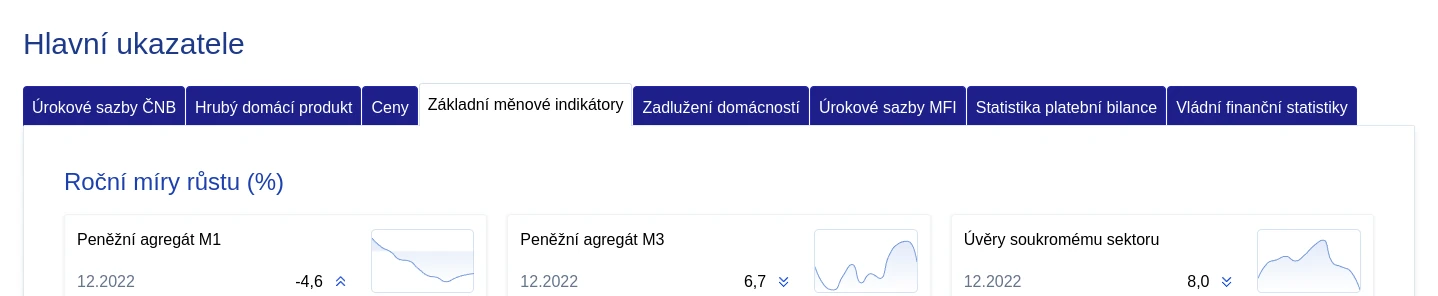 Hlavní ukazatele
Úrokové sazby ČNB Hrubý domácí produkt Ceny Základní měnové indikátory Zadlužení domácností Úrokové sazby MFI Statistika platební bilance Vládní finanční statistiky
Roční míry růstu (%)
Peněžní agregát M1 Peněžní agregát M3 Úvěry soukromému sektoru
12.2022 -4,6 12.2022 6,7 12.2022 8,0